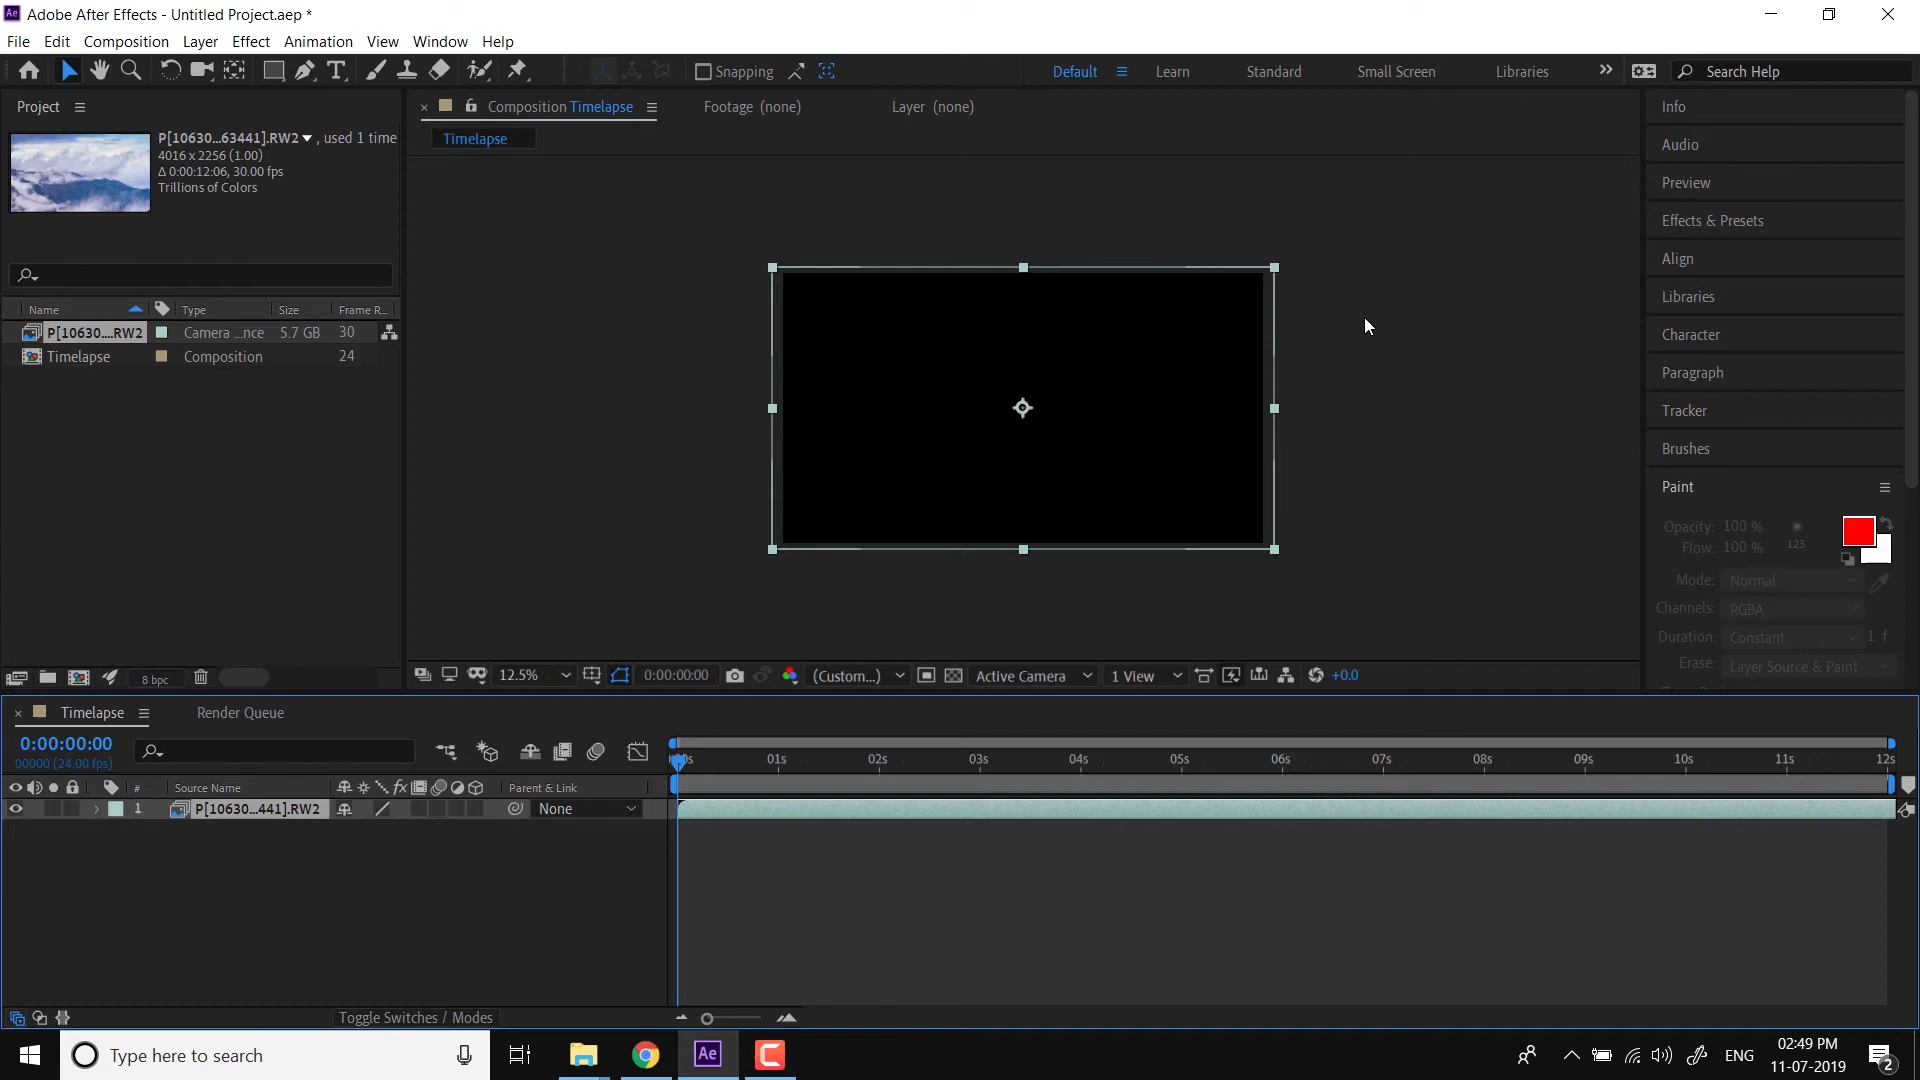 Adobe After Effects - Untitled Project.aep *
File Edit Composition Layer Effect Animation View Window Help
Snapping Default Learn Standard Small Screen Libraries Search Help
Project
P[10630...63441].RW2 , used 1 time
4016 x 2256 (1.00)
Δ 0:00:12:06, 30.00 fps
Trillions of Colors
Name Type Size Frame R...
P[10630....RW2 Camera ...nce 5.7 GB 30
Timelapse Composition 24
8 bpc
Composition Timelapse Footage (none) Layer (none)
Timelapse
12.5% 0:00:00:00 (Custom...) Active Camera 1 View +0.0
Info
Audio
Preview
Effects & Presets
Align
Libraries
Character
Paragraph
Tracker
Brushes
Paint
Opacity: 100 %
Flow: 100 % 123
Mode: Normal
Channels: RGBA
Duration: Constant 1 f
Erase: Layer Source & Paint
Timelapse Render Queue
0:00:00:00
00000 (24.00 fps)
01s 02s 03s 04s 05s 06s 07s 08s 09s 10s 11s 12s
# Source Name fx Parent & Link
1 P[10630...441].RW2 None
Toggle Switches / Modes
Type here to search Ae ENG
02:49 PM
11-07-2019
2